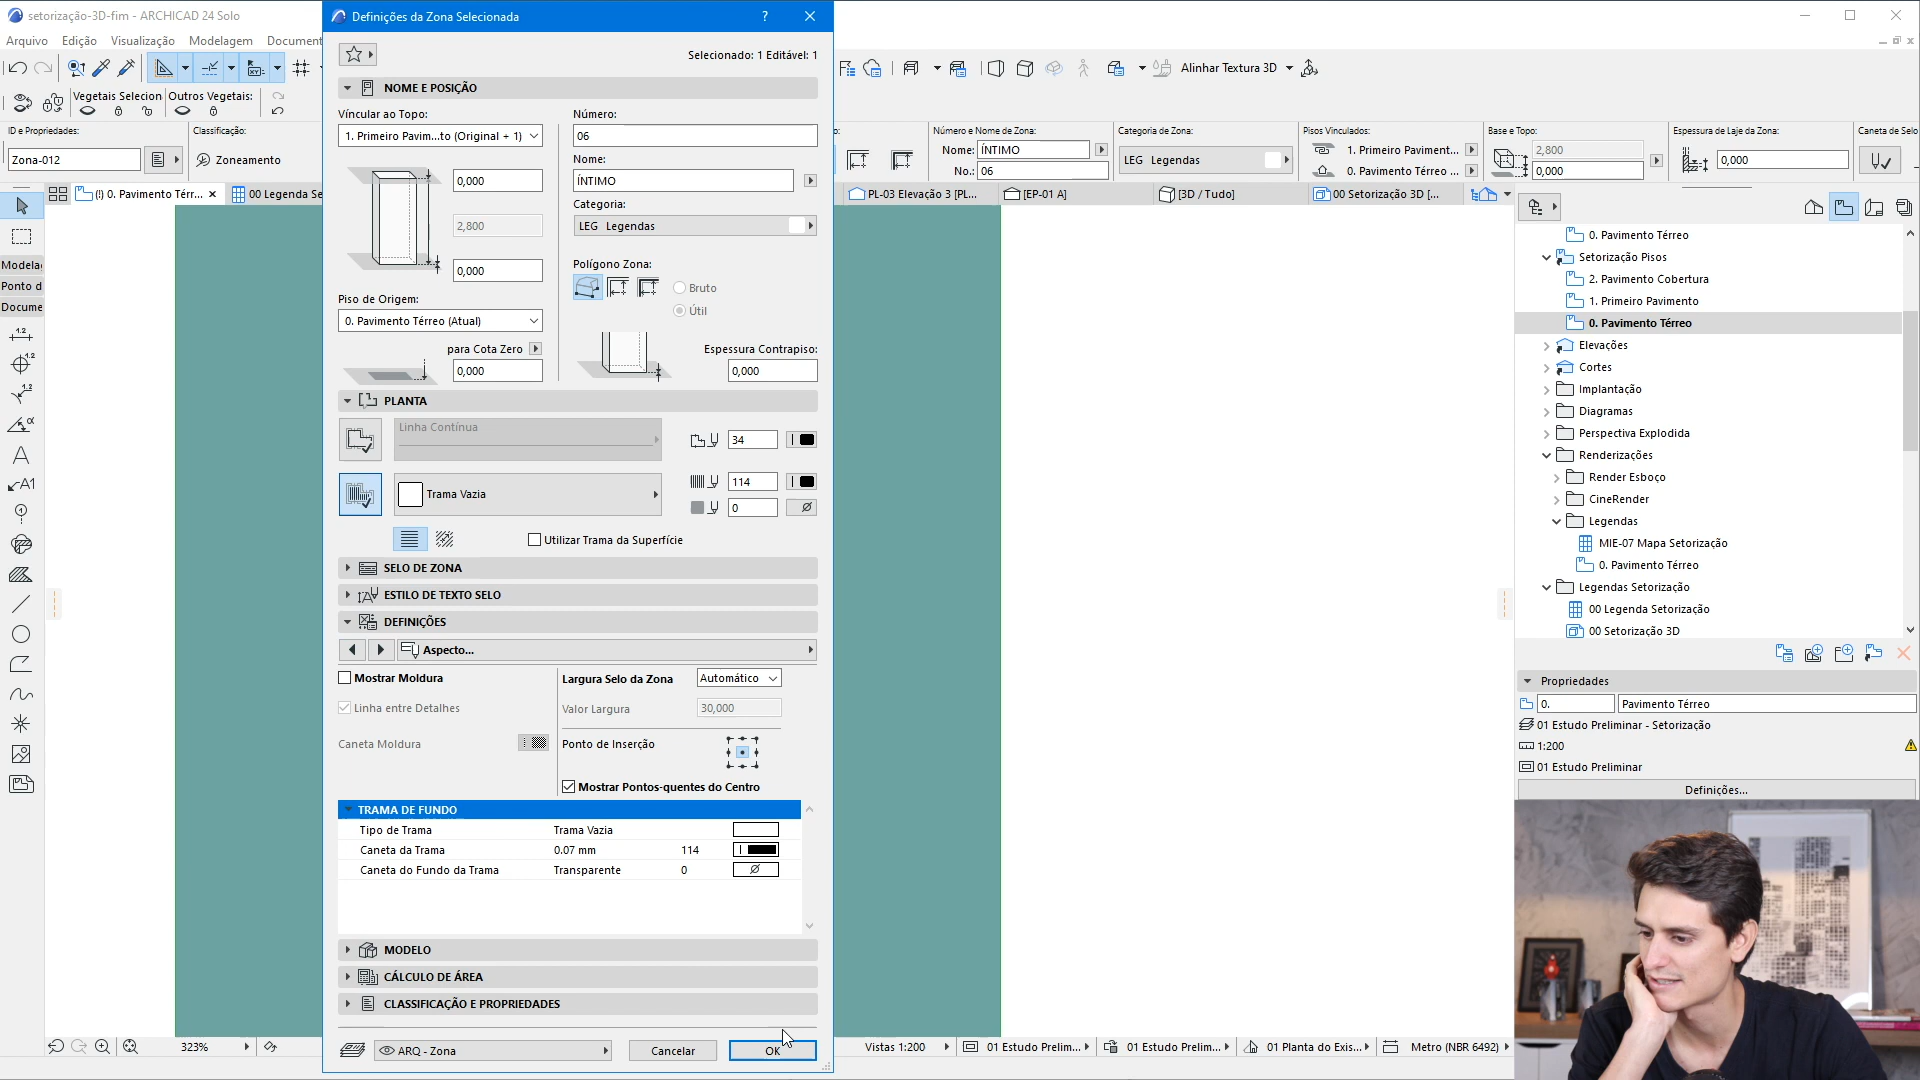 setorização-3D-fim - ARCHICAD 24 Solo
Definições da Zona Selecionada
?
Arquivo Edição Visualização Modelagem Document
Selecionado: 1 Editável: 1
Alinhar Textura 3D
NOME E POSIÇÃO
Vegetais Selecion
Outros Vegetais:
Víncular ao Topo:
Número:
1. Primeiro Pavim...to (Original + 1)
06
ID e Propriedades:
Classificação:
Número e Nome de Zona:
Categoria de Zona:
Pisos Vinculados:
Base e Topo:
Espessura de Laje da Zona:
Caneta de Selo
Nome: ÍNTIMO
1. Primeiro Paviment...
2,800
Zona-012
Zoneamento
Nome:
LEG Legendas
0,000
No.: 06
0. Pavimento Térreo ...
0,000
0,000
ÍNTIMO
(!) 0. Pavimento Térr...
00 Legenda Se
PL-03 Elevação 3 [PL...
[EP-01 A]
[3D / Tudo]
00 Setorização 3D [...
Categoria:
2,800
LEG Legendas
0. Pavimento Térreo
Setorização Pisos
Modela
Polígono Zona:
0,000
2. Pavimento Cobertura
Ponto d
Bruto
Piso de Origem:
1. Primeiro Pavimento
Docume
Útil
0. Pavimento Térreo (Atual)
0. Pavimento Térreo
para Cota Zero
Espessura Contrapiso:
Elevações
0,000
0,000
Cortes
PLANTA
Implantação
Diagramas
Linha Contínua
34
Perspectiva Explodida
Renderizações
114
Render Esboço
Trama Vazia
0
CineRender
Legendas
Utilizar Trama da Superfície
MIE-07 Mapa Setorização
SELO DE ZONA
0. Pavimento Térreo
ESTILO DE TEXTO SELO
Legendas Setorização
DEFINIÇÕES
00 Legenda Setorização
00 Setorização 3D
Aspecto...
Mostrar Moldura
Largura Selo da Zona
Automático
Propriedades
Linha entre Detalhes
Valor Largura
30,000
0.
Pavimento Térreo
01 Estudo Preliminar - Setorização
Caneta Moldura
Ponto de Inserção
1:200
01 Estudo Preliminar
Mostrar Pontos-quentes do Centro
Definições...
TRAMA DE FUNDO
Tipo de Trama Trama Vazia
Caneta da Trama 0.07 mm 114
Caneta do Fundo da Trama Transparente 0
MODELO
CÁLCULO DE ÁREA
CLASSIFICAÇÃO E PROPRIEDADES
323%
ARQ - Zona
Cancelar
OK
Vistas 1:200
01 Estudo Prelim...
01 Estudo Prelim...
01 Planta do Exis...
Metro (NBR 6492)